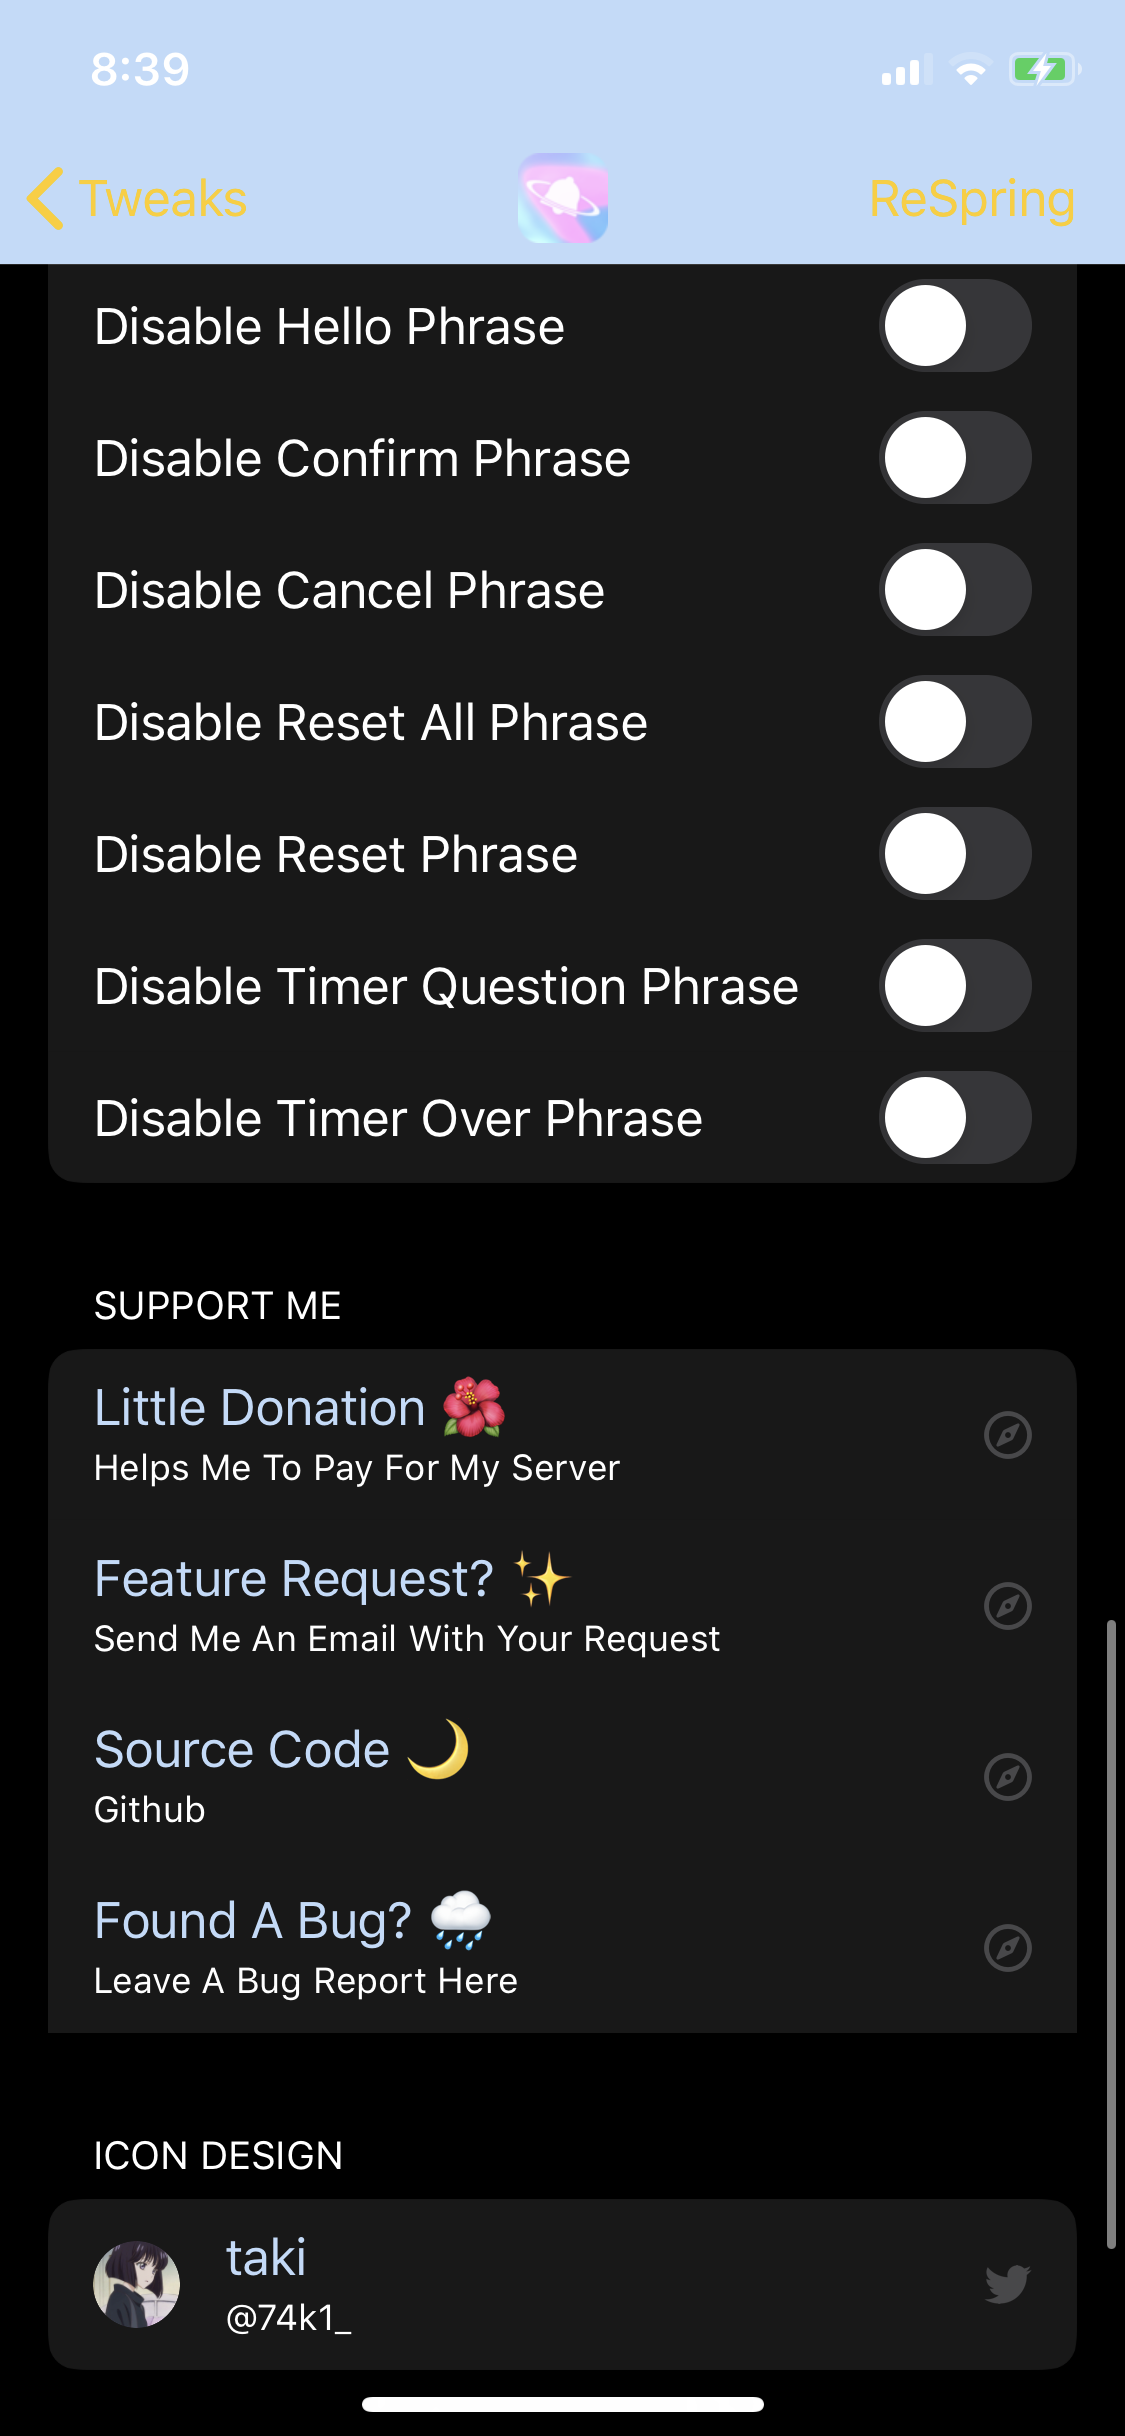 8:39
Tweaks
ReSpring
Disable Hello Phrase
Disable Confirm Phrase
Disable Cancel Phrase
Disable Reset All Phrase
Disable Reset Phrase
Disable Timer Question Phrase
Disable Timer Over Phrase
SUPPORT ME
Little Donation 🌺
Helps Me To Pay For My Server
Feature Request? ✨
Send Me An Email With Your Request
Source Code 🌙
Github
Found A Bug? 🌧️
Leave A Bug Report Here
ICON DESIGN
taki
@74k1_